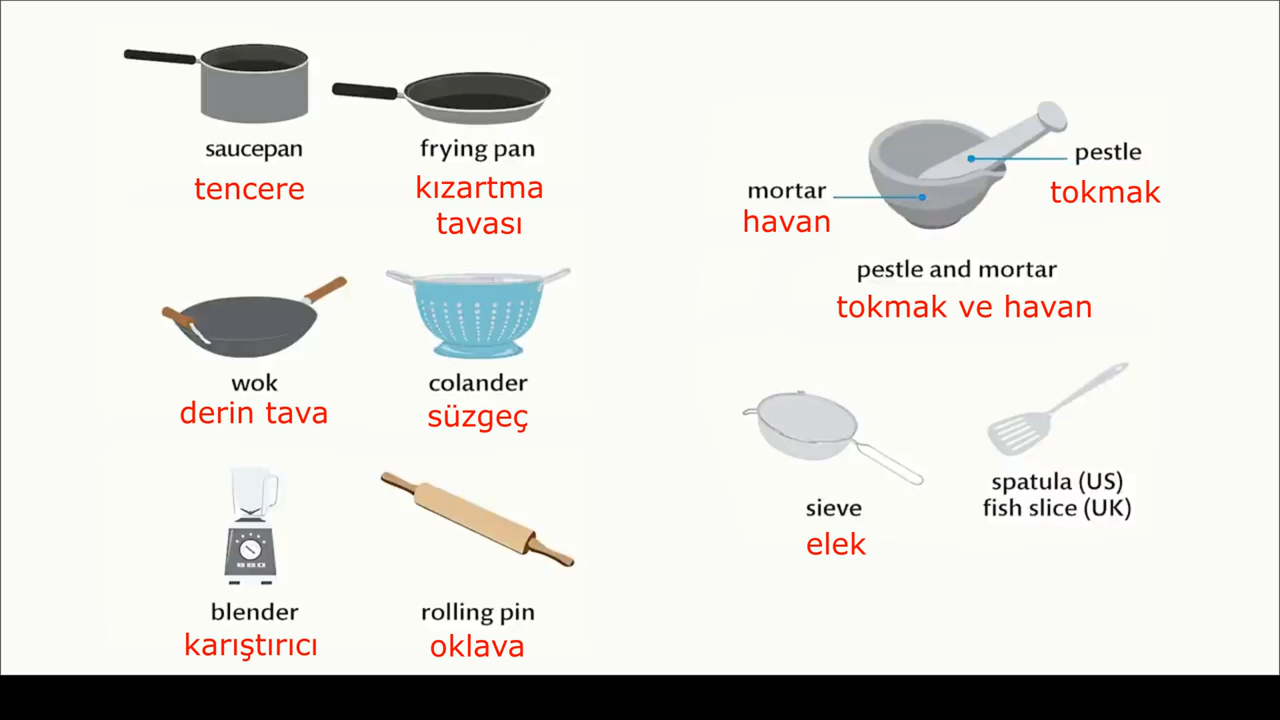 saucepan
tencere
frying pan
kızartma
tavası
wok
derin tava
colander
süzgeç
blender
karıştırıcı
rolling pin
oklava
mortar
havan
pestle
tokmak
pestle and mortar
tokmak ve havan
sieve
elek
spatula (US)
fish slice (UK)